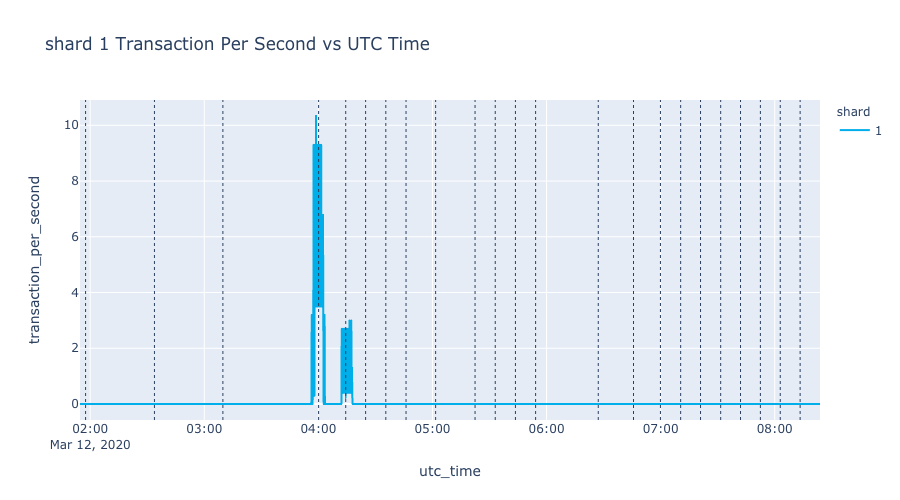 shard 1 Transaction Per Second vs UTC Time
shard
1
transaction_per_second
10
8
6
4
2
0
02:00 03:00 04:00 05:00 06:00 07:00 08:00
Mar 12, 2020
utc_time